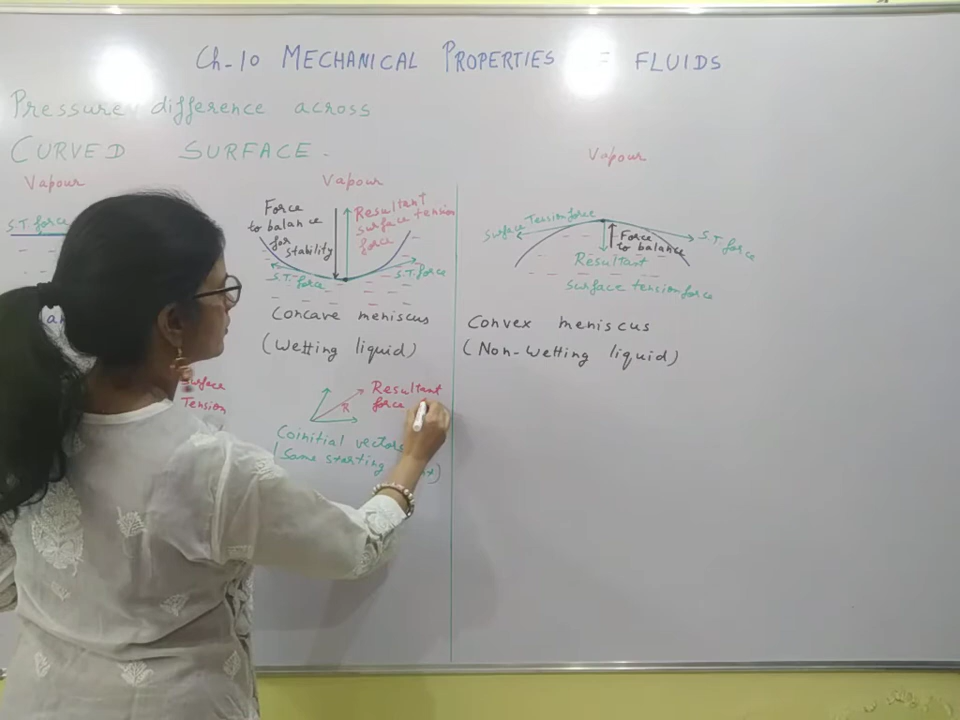 Ch-10 MECHANICAL PROPERTIES F FLUIDS
Pressure difference across
CURVED SURFACE.
Vapour
S.T. force
Surface
Tension
Vapour
Force
to balance
for
stability
Resultant
surface tension
force
S.T. force
S.T. force
Concave meniscus
(Wetting liquid)
R
Resultant
force
Coinitial vectors
(Same starting
Vapour
Surface Tension force
S.T. force
Force
to balance
Resultant
surface tension force
Convex meniscus
(Non-Wetting liquid)